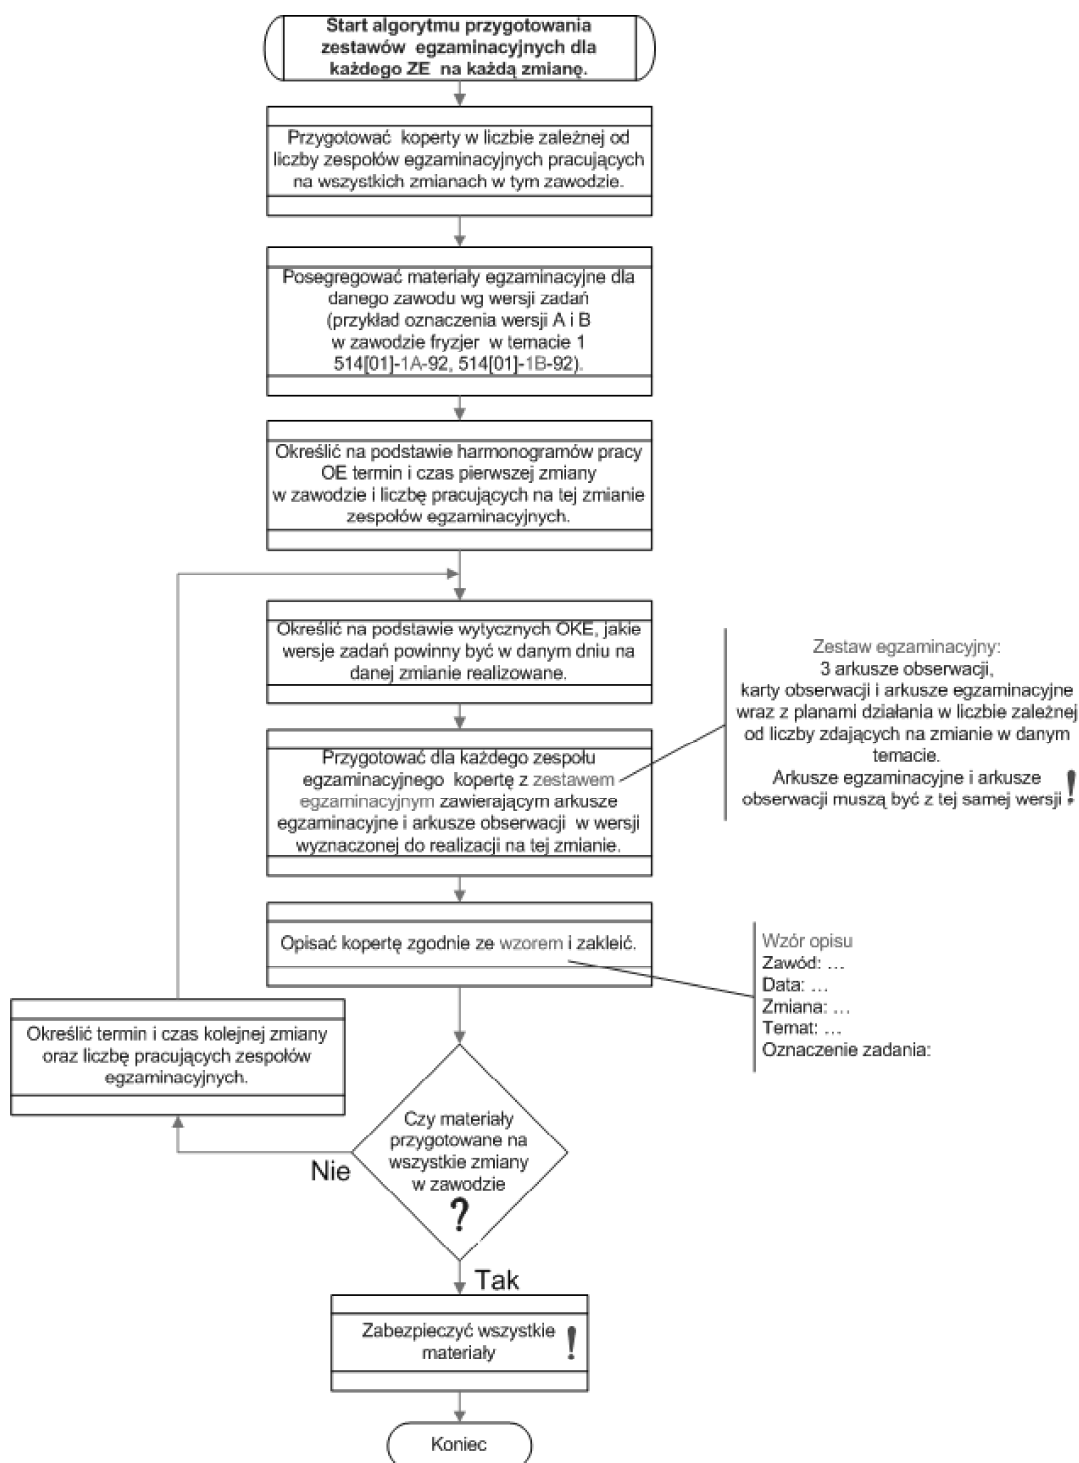 Start algorytmu przygotowania
zestawów egzaminacyjnych dla
każdego ZE na każdą zmianę.
Przygotować koperty w liczbie zależnej od
liczby zespołów egzaminacyjnych pracujących
na wszystkich zmianach w tym zawodzie.
Posegregować materiały egzaminacyjne dla
danego zawodu wg wersji zadań
(przykład oznaczenia wersji A i B
w zawodzie fryzjer w temacie 1
514[01]-1A-92, 514[01]-1B-92).
Określić na podstawie harmonogramów pracy
OE termin i czas pierwszej zmiany
w zawodzie i liczbę pracujących na tej zmianie
zespołów egzaminacyjnych.
Określić na podstawie wytycznych OKE, jakie
wersje zadań powinny być w danym dniu na
danej zmianie realizowane.
Zestaw egzaminacyjny:
3 arkusze obserwacji,
karty obserwacji i arkusze egzaminacyjne
wraz z planami działania w liczbie zależnej
od liczby zdających na zmianie w danym
temacie.
Arkusze egzaminacyjne i arkusze
obserwacji muszą być z tej samej wersji !
Przygotować dla każdego zespołu
egzaminacyjnego kopertę z zestawem
egzaminacyjnym zawierającym arkusze
egzaminacyjne i arkusze obserwacji w wersji
wyznaczonej do realizacji na tej zmianie.
Opisać kopertę zgodnie ze wzorem i zakleić.
Wzór opisu
Zawód: ...
Data: ...
Zmiana: ...
Temat: ...
Oznaczenie zadania:
Określić termin i czas kolejnej zmiany
oraz liczbę pracujących zespołów
egzaminacyjnych.
Czy materiały
przygotowane na
wszystkie zmiany
w zawodzie
?
Nie
Tak
Zabezpieczyć wszystkie
materiały !
Koniec